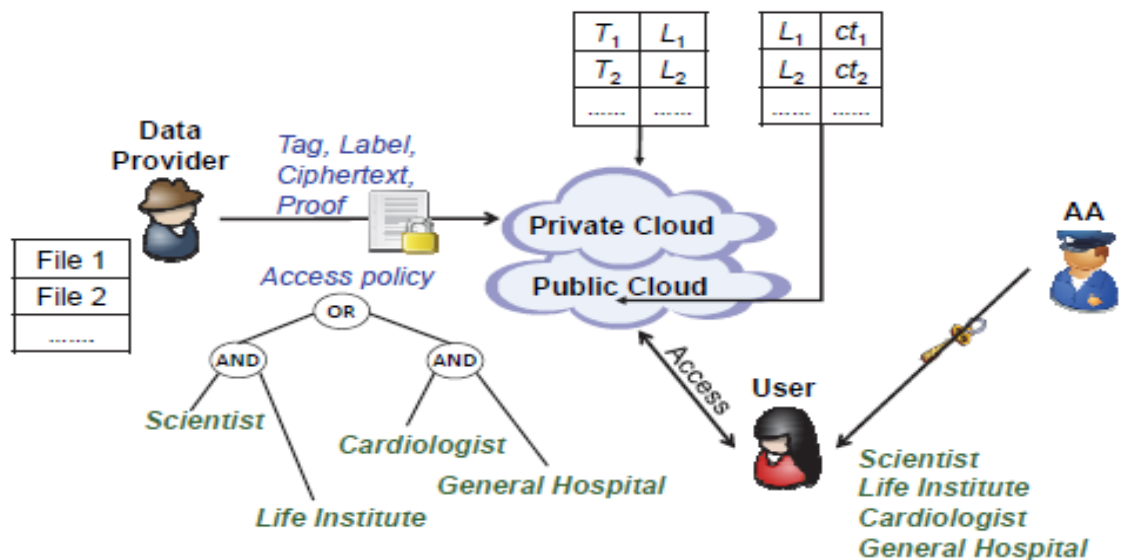 T1 L1
T2 L2
...... ......
L1 ct1
L2 ct2
...... ......
Data
Provider
Tag, Label,
Ciphertext,
Proof
File 1
File 2
.......
Private Cloud
Public Cloud
AA
Access policy
OR
AND
AND
Scientist
Cardiologist
General Hospital
Life Institute
Access
User
Scientist
Life Institute
Cardiologist
General Hospital